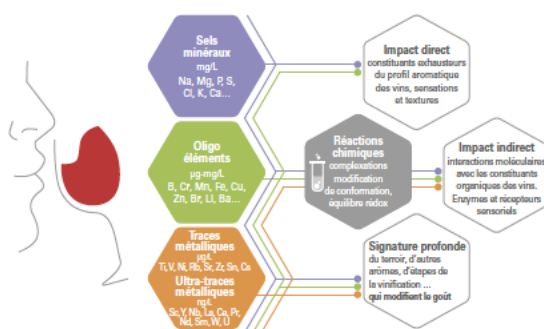 Sels
minéraux
mg/L
Na, Mg, P, S,
Cl, K, Ca...
Oligo
éléments
µg-mg/L
B, Cr, Mn, Fe, Cu,
Zn, Br, LI, Ba...
Traces
métalliques
µg/L
Ti,V, Ni, Rb, Sr, Zr, Sn, Cs
Ultra-traces
métalliques
ng/L
Sc,Y, Nb, La, Ce, Pr,
Nd, Sm, W, U
Réactions
chimiques
complexations
modification
de conformation,
équilibre rédox
Impact direct
constituants exhausteurs
du profil aromatique
des vins, sensations
et textures
Impact indirect
interactions moléculaires
avec les constituants
organiques des vins.
Enzymes et récepteurs
sensoriels
Signature profonde
du terroir, d'autres
arômes, d'étapes de
la vinification ...
qui modifient le goût